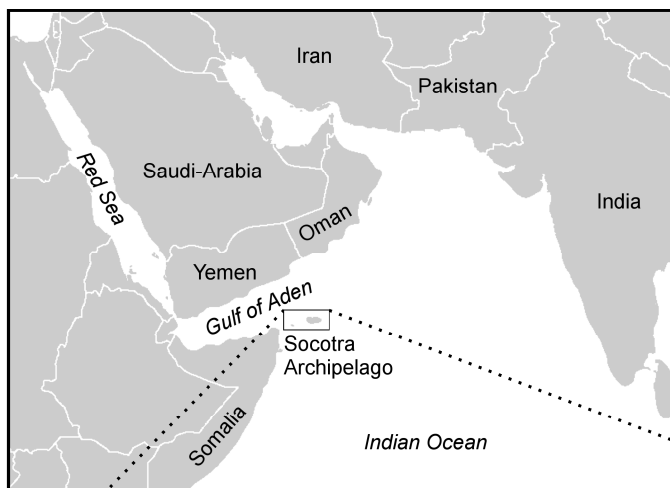 Iran
Pakistan
Red Sea
Saudi-Arabia
India
Oman
Yemen
Gulf of Aden
Socotra
Archipelago
Somalia
Indian Ocean